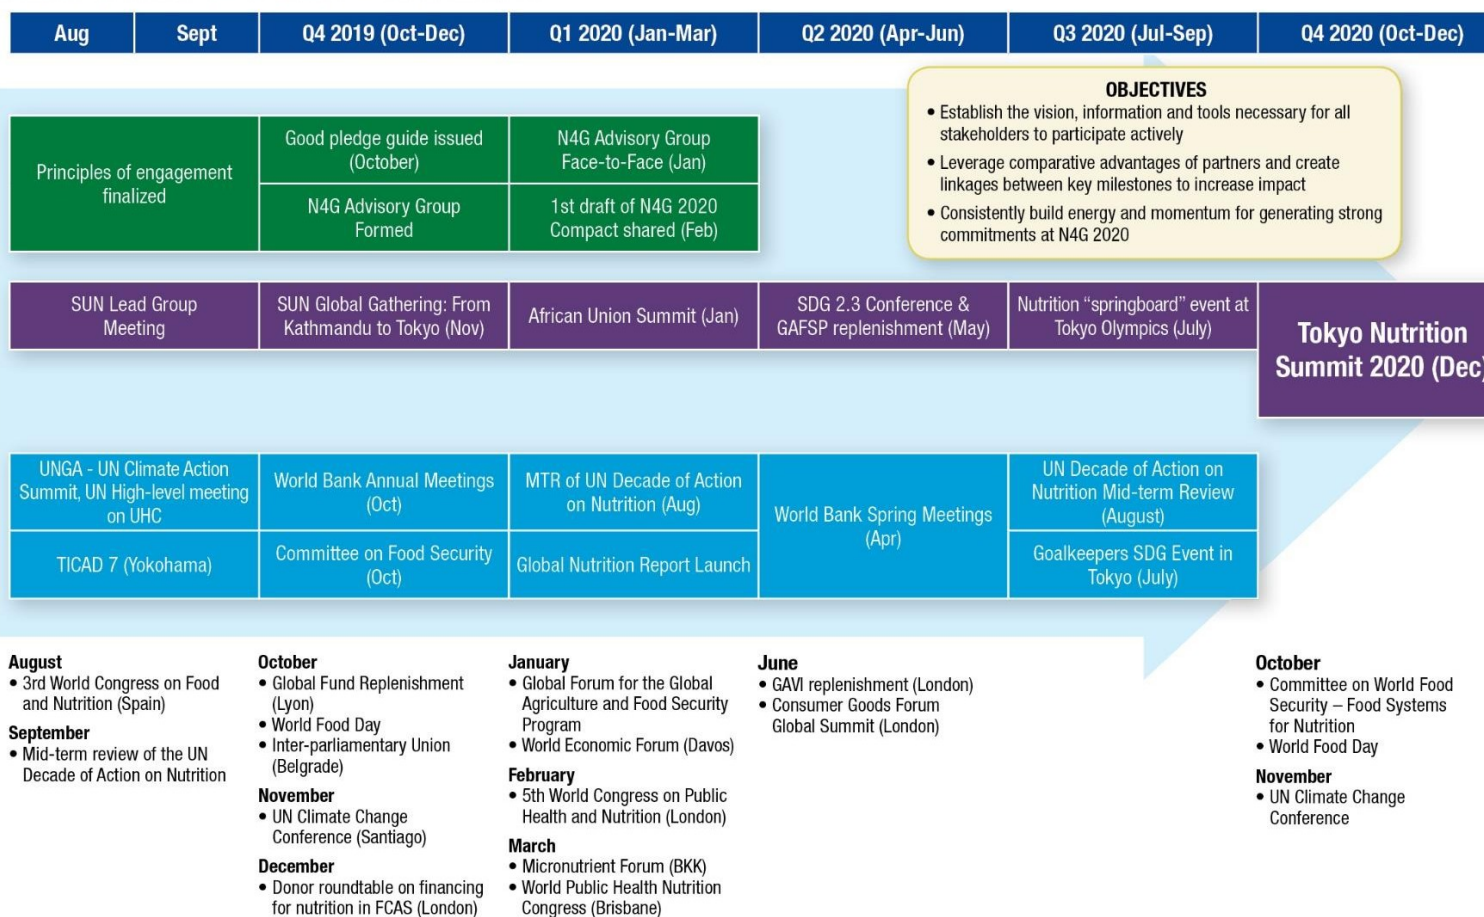 Aug
Sept
Q4 2019 (Oct-Dec)
Q1 2020 (Jan-Mar)
Q2 2020 (Apr-Jun)
Q3 2020 (Jul-Sep)
Q4 2020 (Oct-Dec)
OBJECTIVES
• Establish the vision, information and tools necessary for all
stakeholders to participate actively
• Leverage comparative advantages of partners and create
linkages between key milestones to increase impact
• Consistently build energy and momentum for generating strong
commitments at N4G 2020
Principles of engagement
finalized
Good pledge guide issued
(October)
N4G Advisory Group
Formed
N4G Advisory Group
Face-to-Face (Jan)
1st draft of N4G 2020
Compact shared (Feb)
SUN Lead Group
Meeting
SUN Global Gathering: From
Kathmandu to Tokyo (Nov)
African Union Summit (Jan)
SDG 2.3 Conference &
GAFSP replenishment (May)
Nutrition “springboard” event at
Tokyo Olympics (July)
Tokyo Nutrition
Summit 2020 (Dec)
UNGA - UN Climate Action
Summit, UN High-level meeting
on UHC
TICAD 7 (Yokohama)
World Bank Annual Meetings
(Oct)
Committee on Food Security
(Oct)
MTR of UN Decade of Action
on Nutrition (Aug)
Global Nutrition Report Launch
World Bank Spring Meetings
(Apr)
UN Decade of Action on
Nutrition Mid-term Review
(August)
Goalkeepers SDG Event in
Tokyo (July)
August
• 3rd World Congress on Food
and Nutrition (Spain)
September
• Mid-term review of the UN
Decade of Action on Nutrition
October
• Global Fund Replenishment
(Lyon)
• World Food Day
• Inter-parliamentary Union
(Belgrade)
November
• UN Climate Change
Conference (Santiago)
December
• Donor roundtable on financing
for nutrition in FCAS (London)
January
• Global Forum for the Global
Agriculture and Food Security
Program
• World Economic Forum (Davos)
February
• 5th World Congress on Public
Health and Nutrition (London)
March
• Micronutrient Forum (BKK)
• World Public Health Nutrition
Congress (Brisbane)
June
• GAVI replenishment (London)
• Consumer Goods Forum
Global Summit (London)
October
• Committee on World Food
Security – Food Systems
for Nutrition
• World Food Day
November
• UN Climate Change
Conference